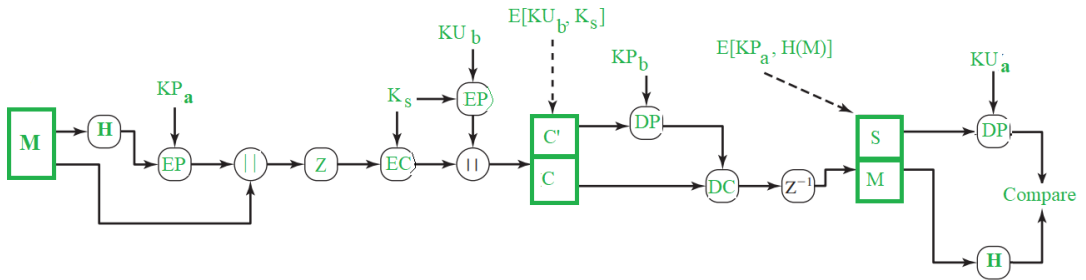 E[KU_b, K_s]
KU_b
E[KP_a, H(M)]
KP_b
KU_a
KP_a
K_s
EP
M
H
C'
DP
S
DP
EP
||
Z
EC
||
C
DC
Z⁻¹
M
Compare
H